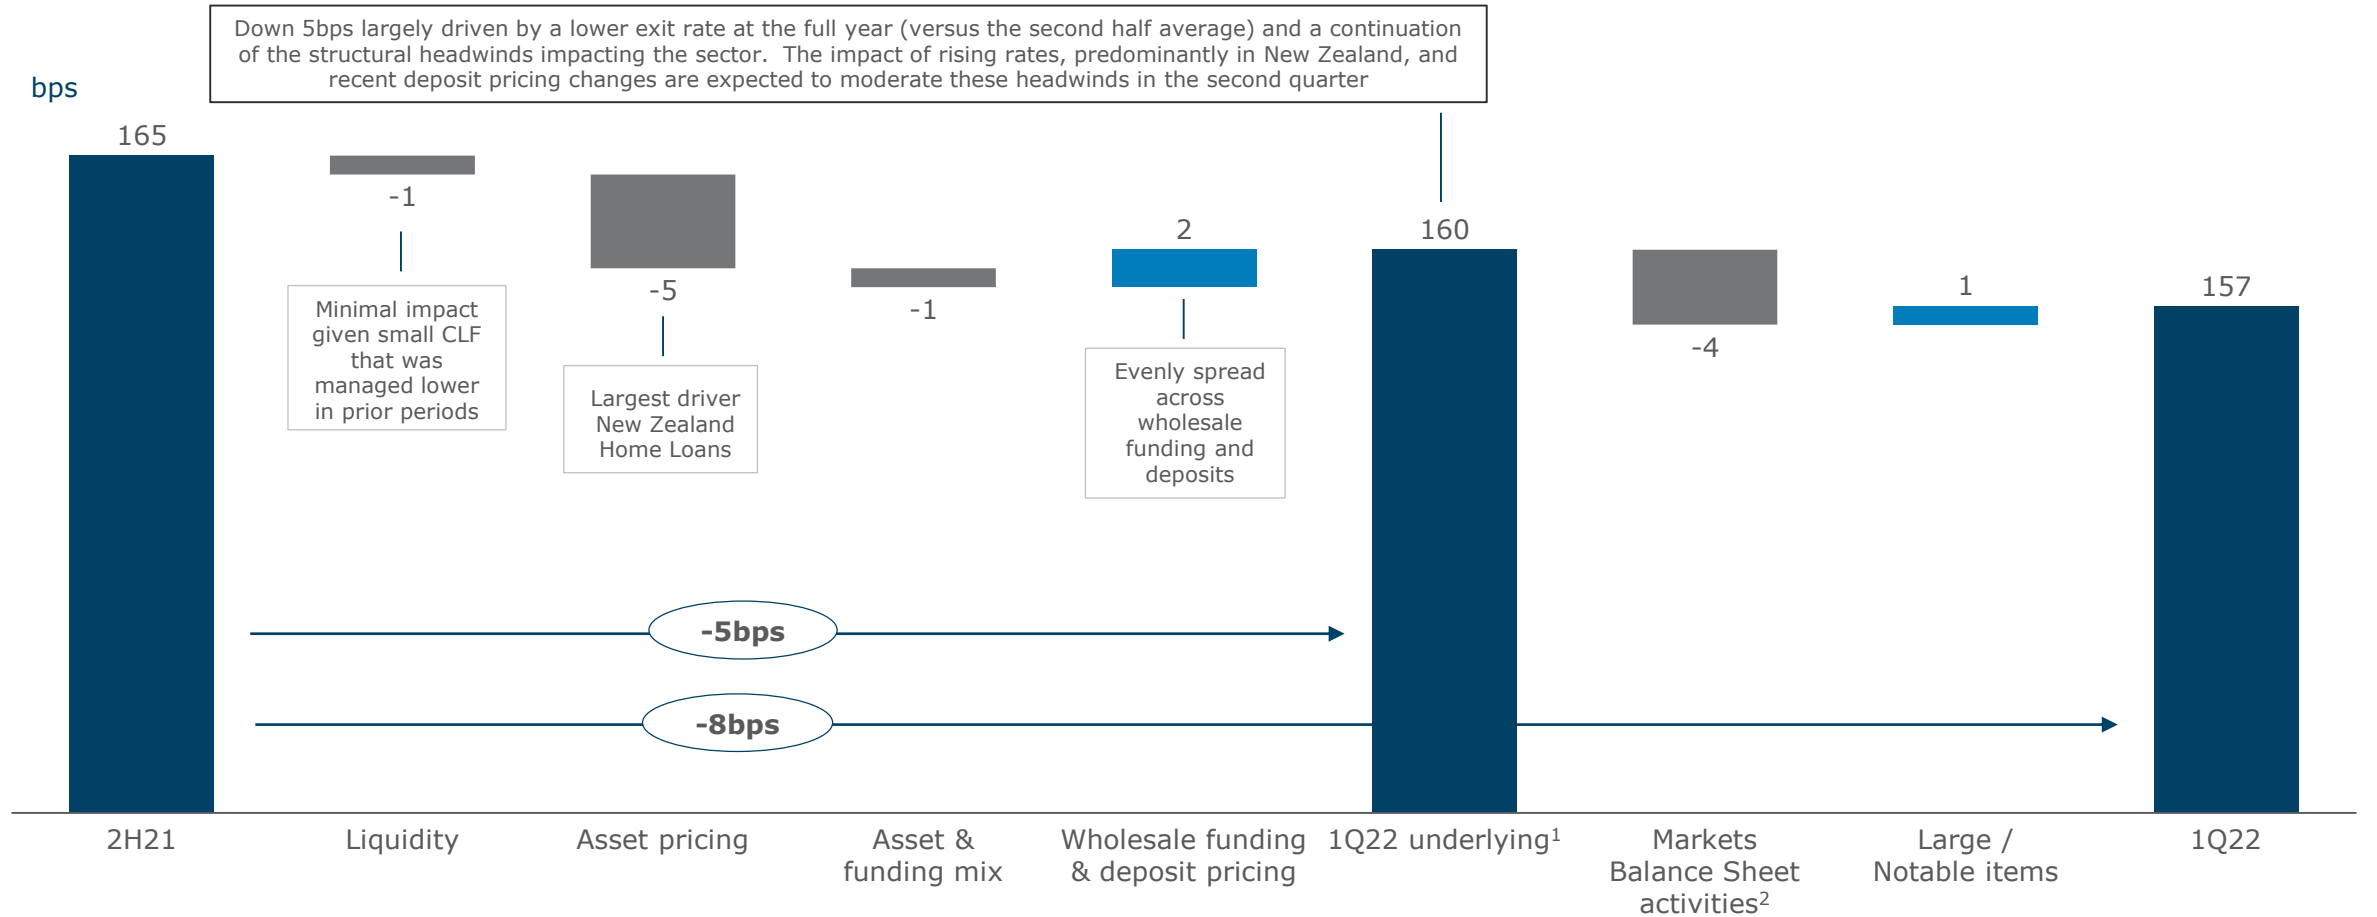 Down 5bps largely driven by a lower exit rate at the full year (versus the second half average) and a continuation
of the structural headwinds impacting the sector.  The impact of rising rates, predominantly in New Zealand, and
recent deposit pricing changes are expected to moderate these headwinds in the second quarter
bps
165
-1
-5
-1
2
160
-4
1
157
Minimal impact
given small CLF
that was
managed lower
in prior periods
Largest driver
New Zealand
Home Loans
Evenly spread
across
wholesale
funding and
deposits
-5bps
-8bps
2H21
Liquidity
Asset pricing
Asset &
funding mix
Wholesale funding
& deposit pricing
1Q22 underlying¹
Markets
Balance Sheet
activities²
Large /
Notable items
1Q22